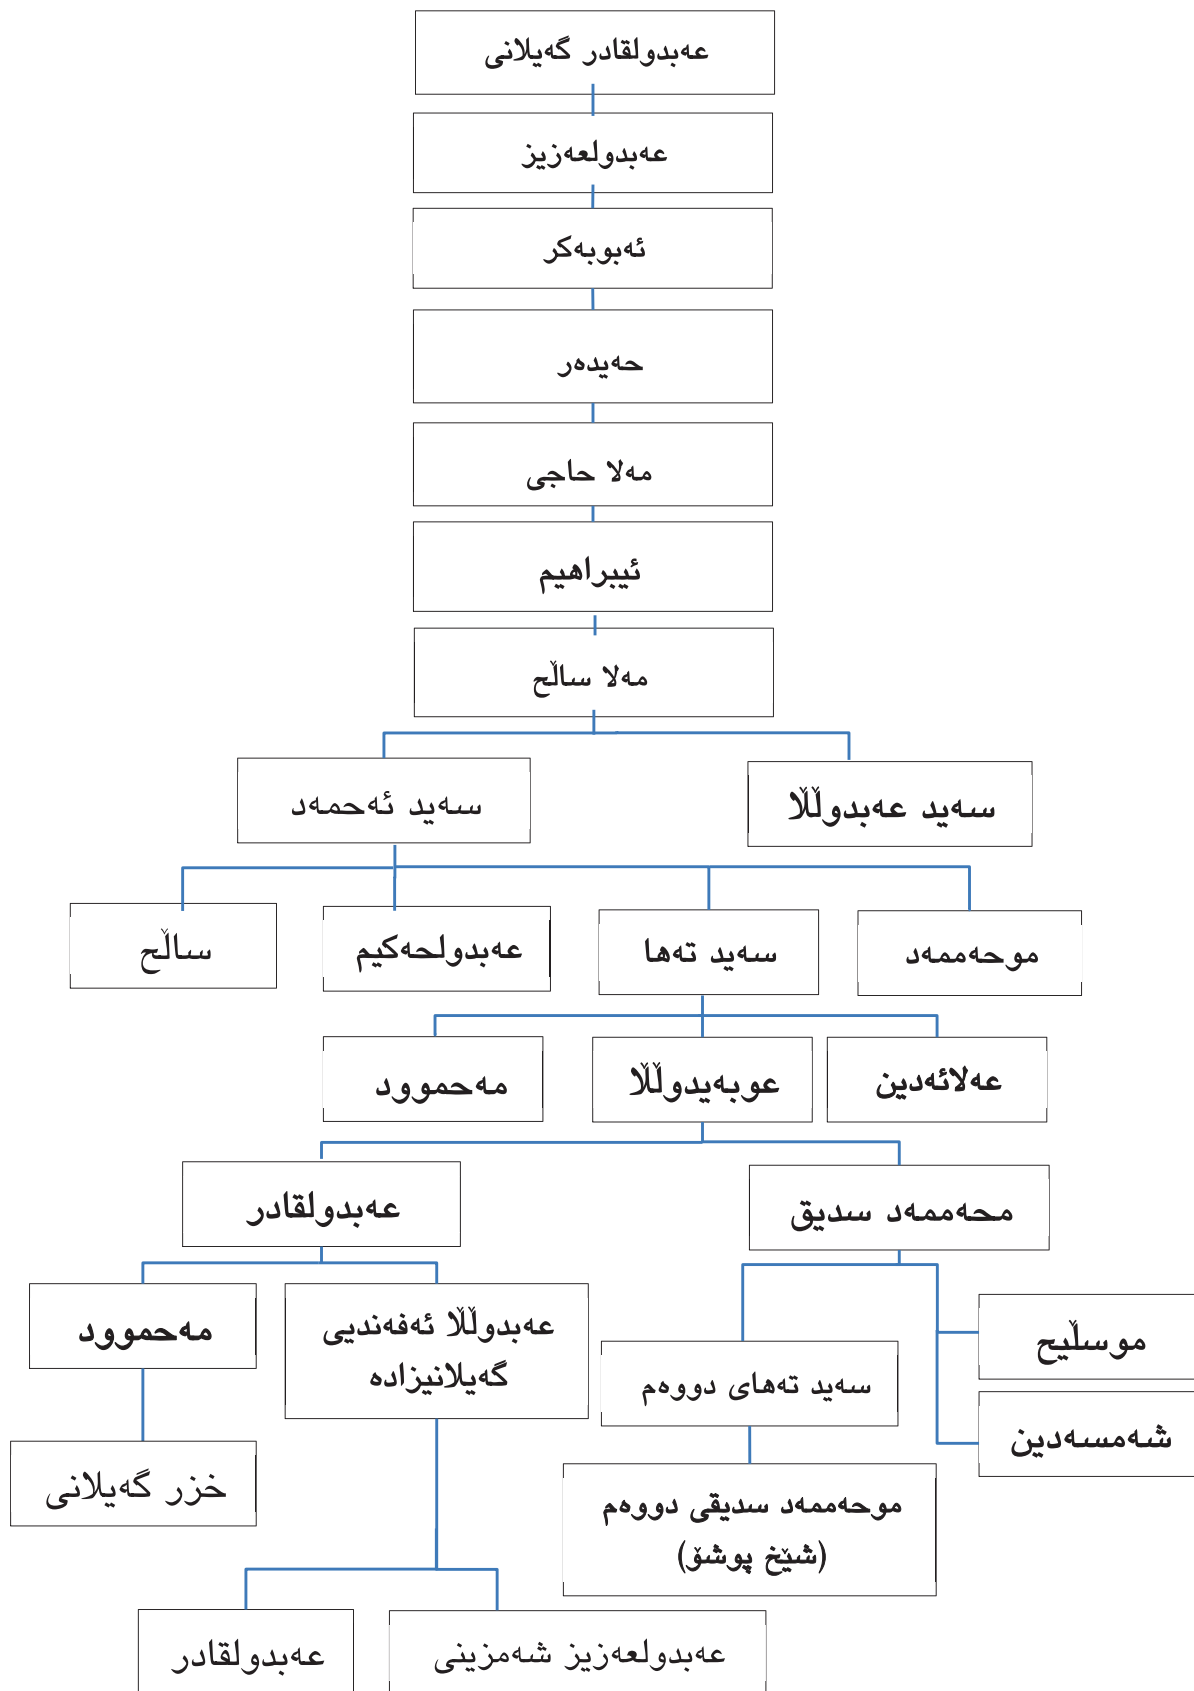 عەبدولقادر گەیلانی
عەبدولعەزیز
ئەبوبەکر
حەیدەر
مەلا حاجی
ئیبراهیم
مەلا ساڵح
سەید عەبدوڵڵا
سەید ئەحمەد
موحەممەد
سەید تەها
عەبدولحەکیم
ساڵح
عەلائەدین
عوبەیدوڵڵا
مەحموود
محەممەد سدیق
عەبدولقادر
موسڵیح
شەمسەدین
سەید تەهای دووەم
عەبدوڵڵا ئەفەندیی
گەیلانیزادە
مەحموود
موحەممەد سدیقی دووەم
(شێخ پوشۆ)
خزر گەیلانی
عەبدولعەزیز شەمزینی
عەبدولقادر